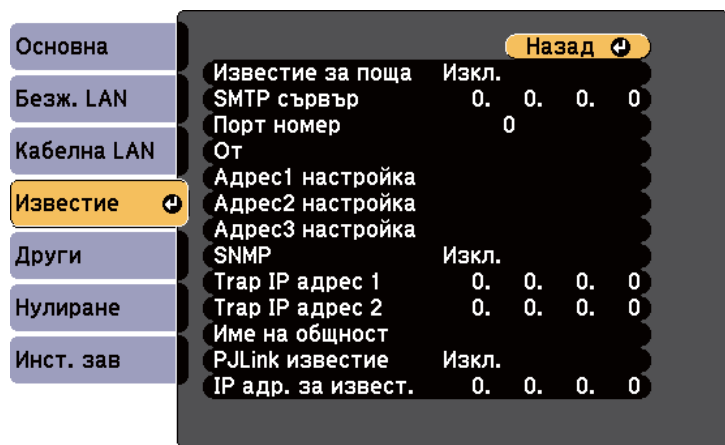 Основна
Безж. LAN
Кабелна LAN
Известие
Други
Нулиране
Инст. зав
Назад
Известие за поща Изкл.
SMTP сървър 0. 0. 0. 0
Порт номер 0
От
Адрес1 настройка
Адрес2 настройка
Адрес3 настройка
SNMP Изкл.
Trap IP адрес 1 0. 0. 0. 0
Trap IP адрес 2 0. 0. 0. 0
Име на общност
PJLink известие Изкл.
IP адр. за извест. 0. 0. 0. 0